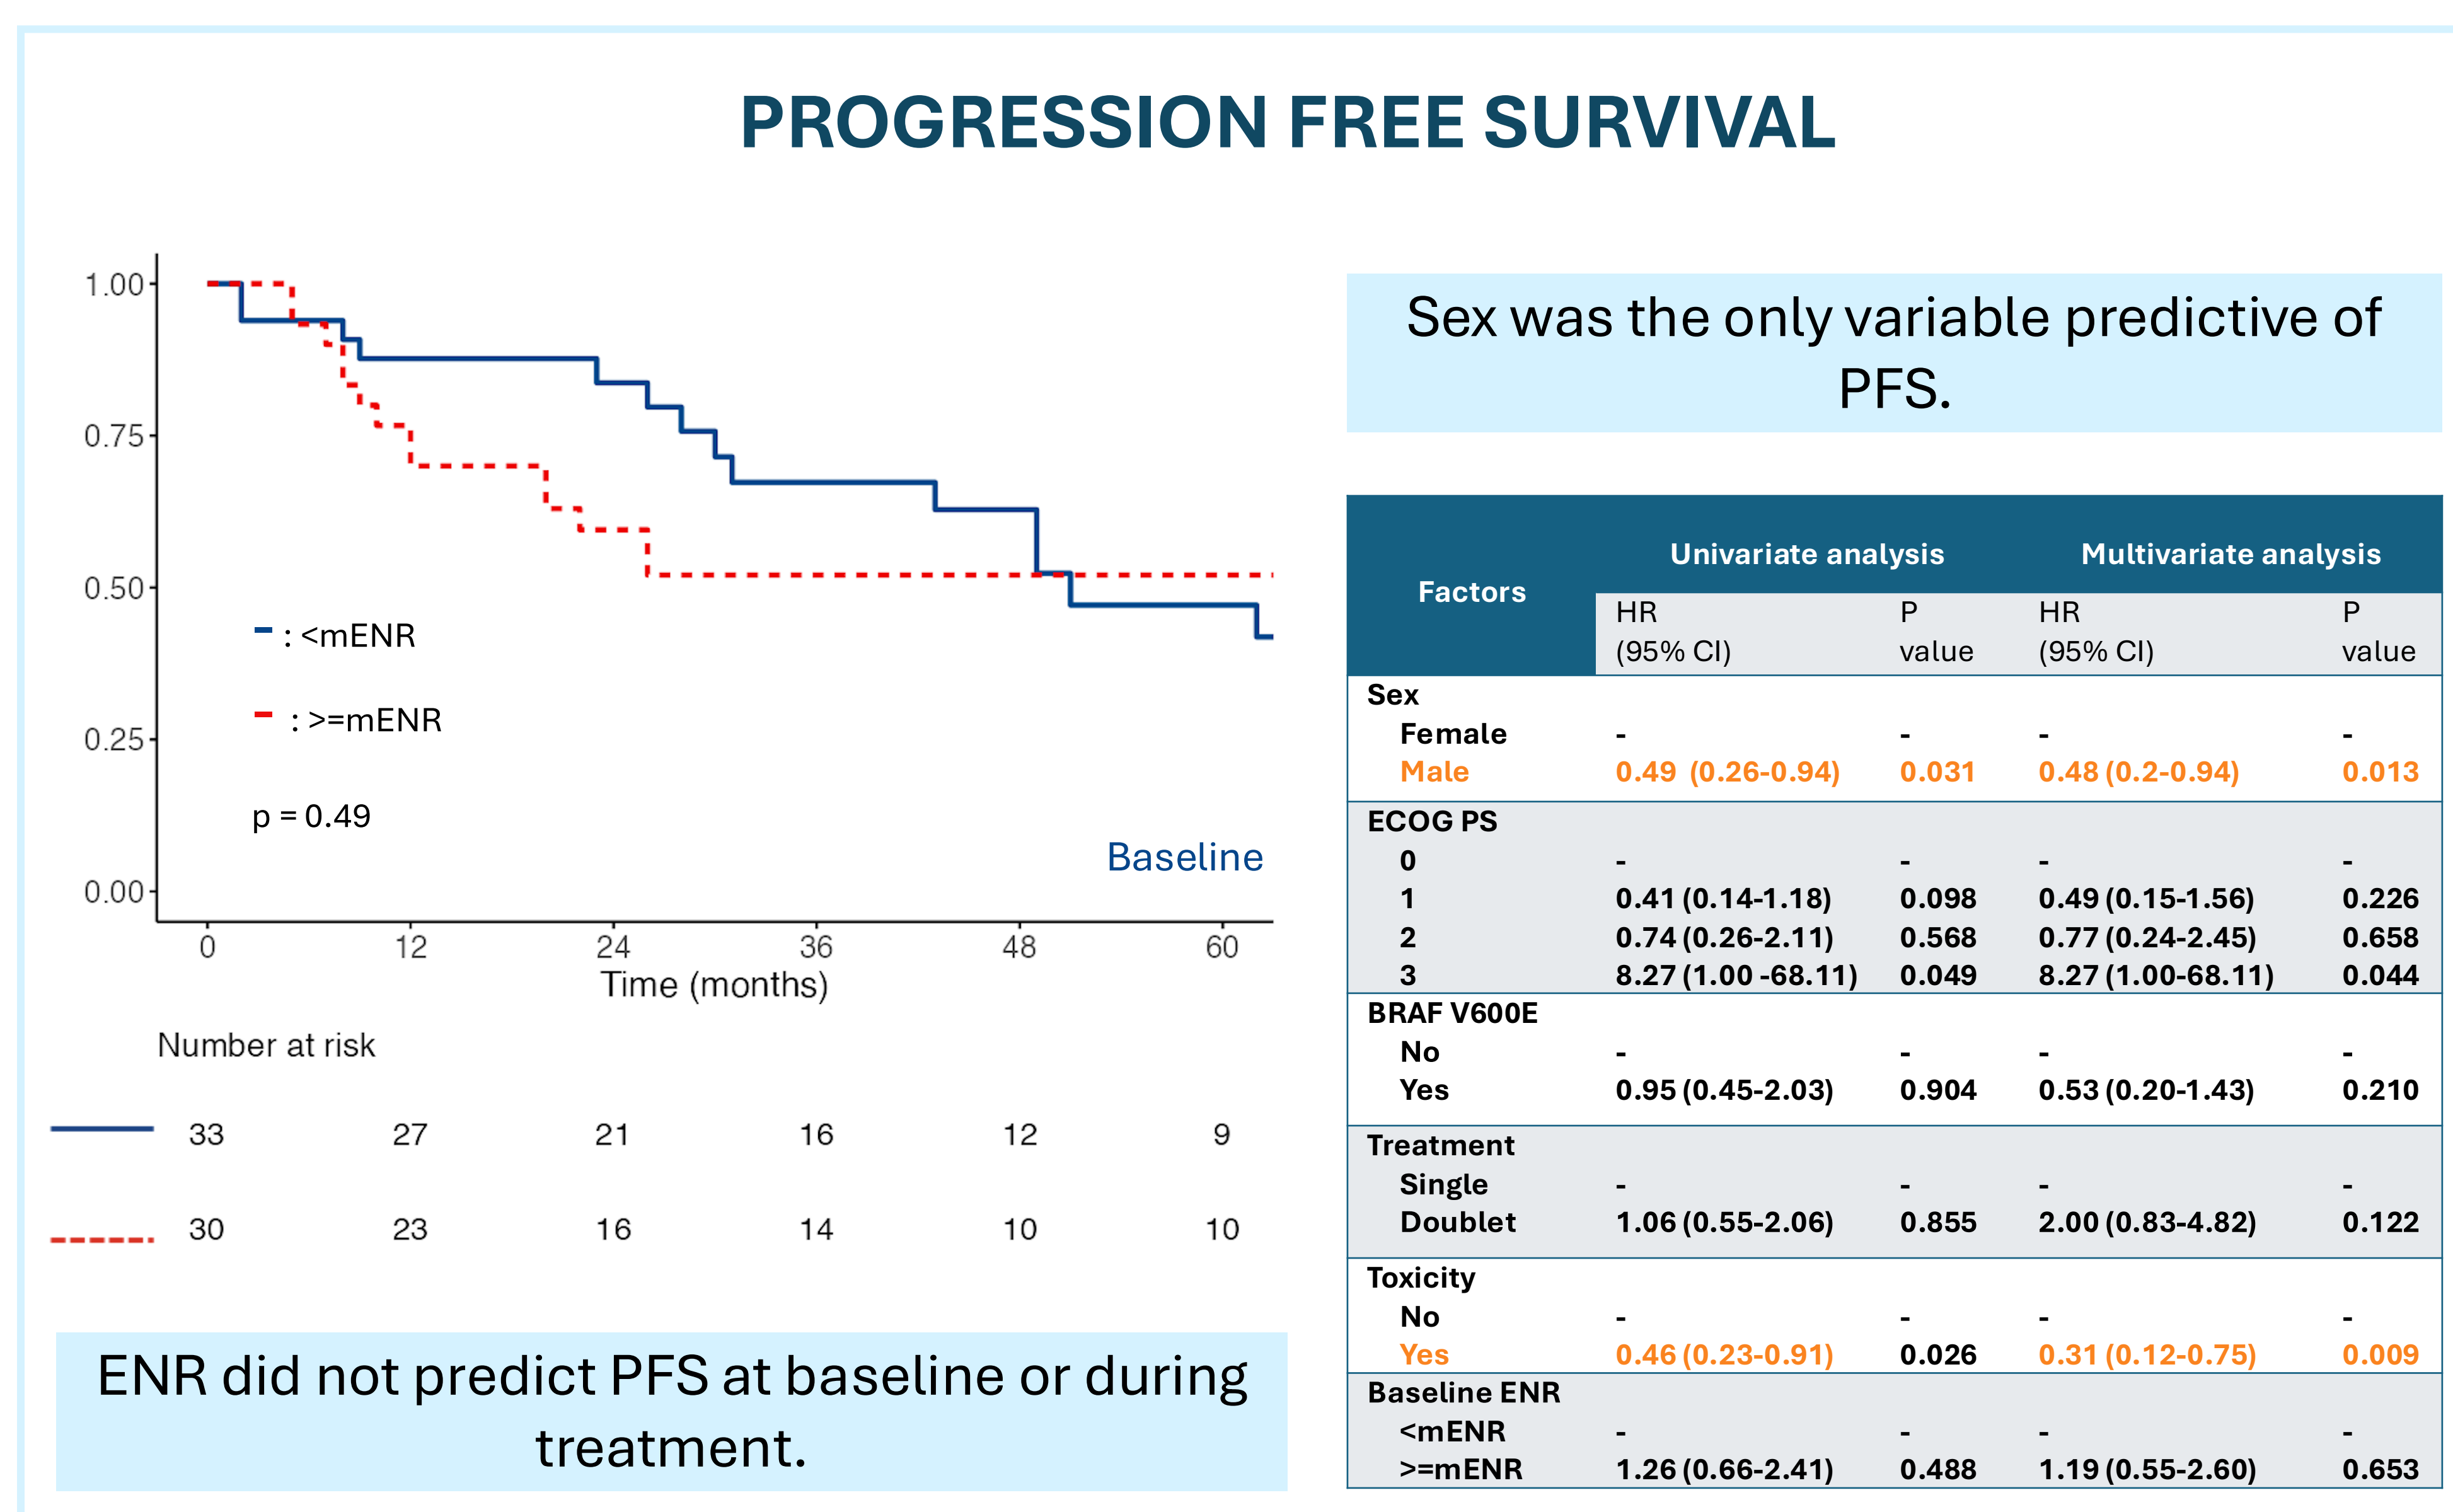 PROGRESSION FREE SURVIVAL
1.00
0.75
0.50
0.25
0.00
: <mENR
: >=mENR
p = 0.49
Baseline
0 12 24 36 48 60
Time (months)
Number at risk
33 27 21 16 12 9
30 23 16 14 10 10
ENR did not predict PFS at baseline or during
treatment.
Sex was the only variable predictive of
PFS.
Factors Univariate analysis Multivariate analysis
HR P HR P
(95% CI) value (95% CI) value
Sex
Female - - - -
Male 0.49 (0.26-0.94) 0.031 0.48 (0.2-0.94) 0.013
ECOG PS
0 - - - -
1 0.41 (0.14-1.18) 0.098 0.49 (0.15-1.56) 0.226
2 0.74 (0.26-2.11) 0.568 0.77 (0.24-2.45) 0.658
3 8.27 (1.00 -68.11) 0.049 8.27 (1.00-68.11) 0.044
BRAF V600E
No - - - -
Yes 0.95 (0.45-2.03) 0.904 0.53 (0.20-1.43) 0.210
Treatment
Single - - - -
Doublet 1.06 (0.55-2.06) 0.855 2.00 (0.83-4.82) 0.122
Toxicity
No - - - -
Yes 0.46 (0.23-0.91) 0.026 0.31 (0.12-0.75) 0.009
Baseline ENR
<mENR - - - -
>=mENR 1.26 (0.66-2.41) 0.488 1.19 (0.55-2.60) 0.653